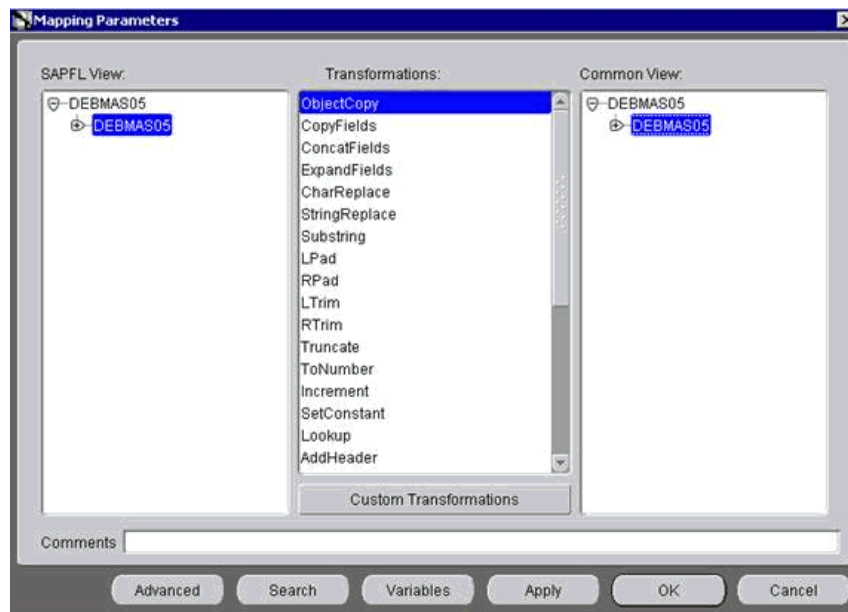 Mapping Parameters
SAPFL View:
Transformations:
Common View:
DEBMAS05
DEBMAS05
ObjectCopy
CopyFields
ConcatFields
ExpandFields
CharReplace
StringReplace
Substring
LPad
RPad
LTrim
RTrim
Truncate
ToNumber
Increment
SetConstant
Lookup
AddHeader
Custom Transformations
DEBMAS05
DEBMAS05
Comments
Advanced
Search
Variables
Apply
OK
Cancel